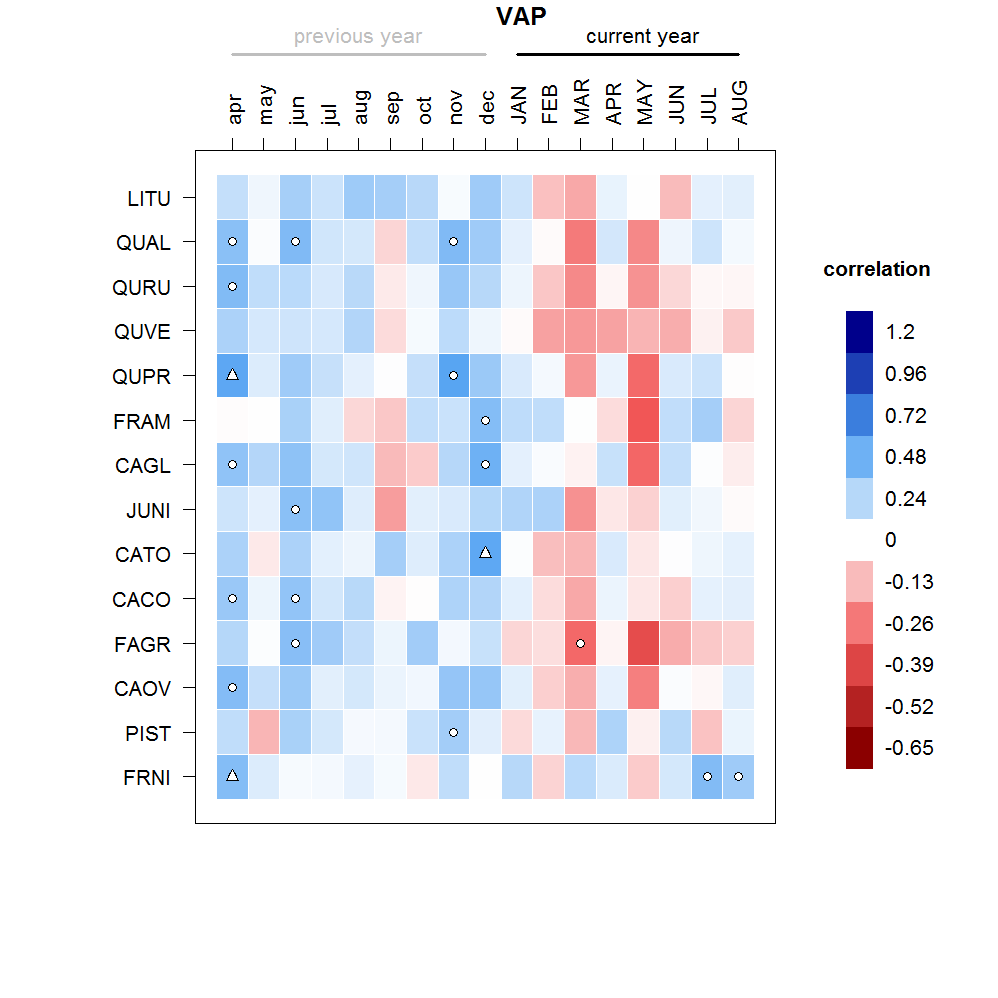 VAP
previous year current year
apr may jun jul aug sep oct nov dec JAN FEB MAR APR MAY JUN JUL AUG
LITU
QUAL
QURU
QUVE
QUPR
FRAM
CAGL
JUNI
CATO
CACO
FAGR
CAOV
PIST
FRNI
correlation
1.2
0.96
0.72
0.48
0.24
0
-0.13
-0.26
-0.39
-0.52
-0.65